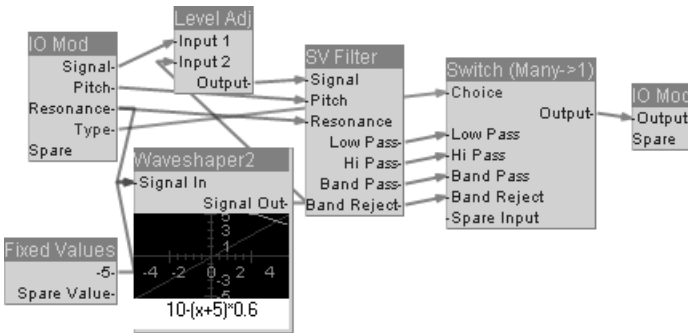 IO Mod
Signal
Pitch
Resonance
Type
Spare
Level Adj
Input 1
Input 2
Output
SV Filter
Signal
Pitch
Resonance
Low Pass
Hi Pass
Band Pass
Band Reject
Switch (Many->1)
Choice
Output
Low Pass
Hi Pass
Band Pass
Band Reject
Spare Input
IO Mod
Output
Spare
Waveshaper2
Signal In
Signal Out
5
3
1
-4 -2 0 2 4
-3
-5
10-(x+5)*0.6
Fixed Values
-5-
Spare Value